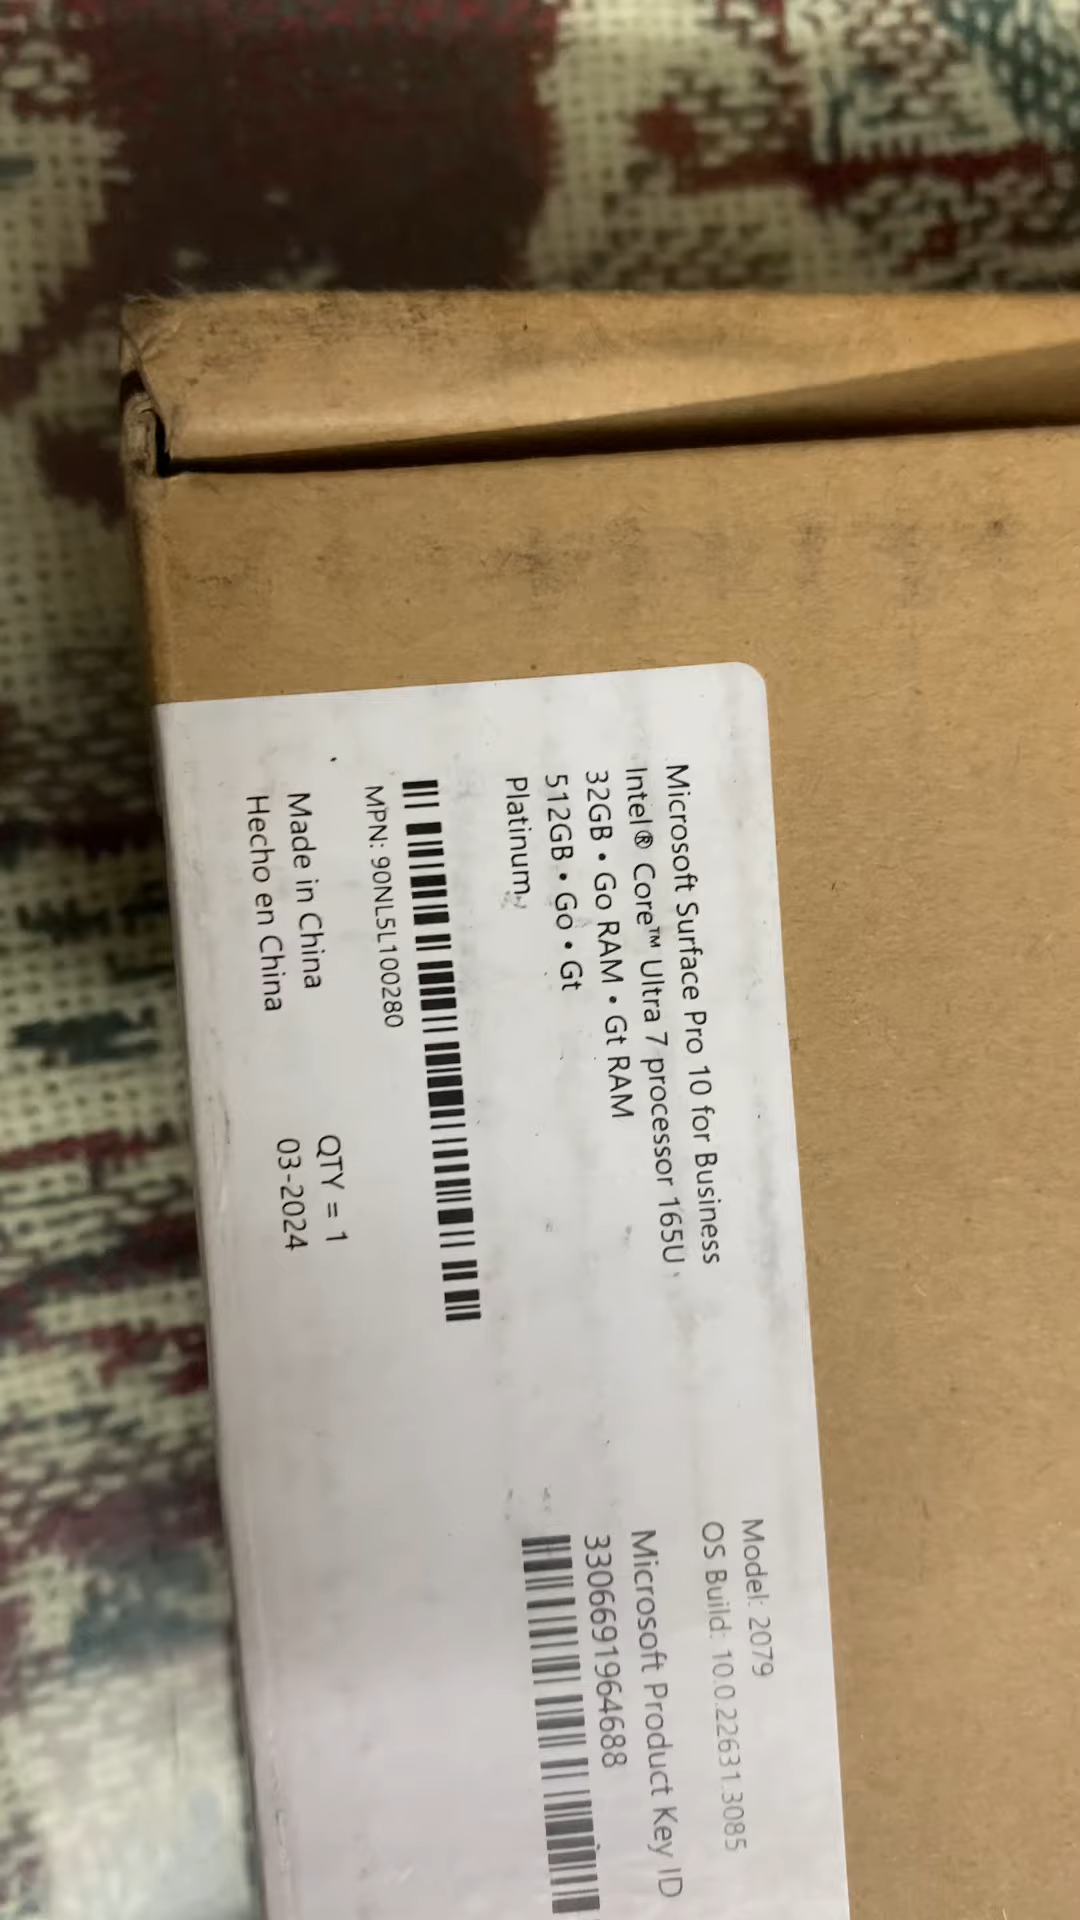 Microsoft Surface Pro 10 for Business
Intel® Core™ Ultra 7 processor 165U
32GB • Go RAM • Gt RAM
512GB • Go • Gt
Platinum
MPN: 90NL5L100280
Made in China
Hecho en China
QTY = 1
03-2024
Model: 2079
OS Build: 10.0.22631.3085
Microsoft Product Key ID
3306691964688